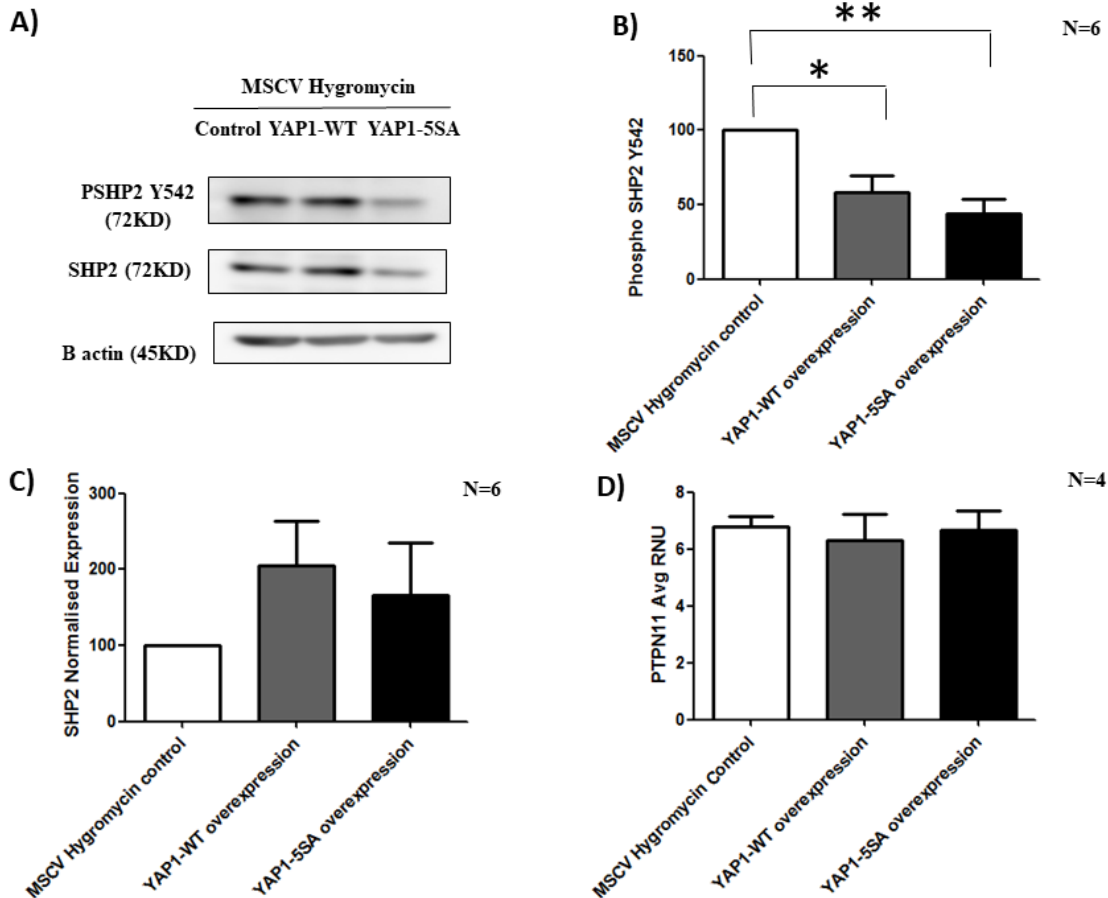 A)
MSCV Hygromycin
Control YAP1-WT YAP1-5SA
PSHP2 Y542
(72KD)
SHP2 (72KD)
B actin (45KD)
B)
N=6
**
*
Phospho SHP2 Y542
150
100
50
0
MSCV Hygromycin control
YAP1-WT overexpression
YAP1-5SA overexpression
C)
N=6
SHP2 Normalised Expression
300
200
100
0
MSCV Hygromycin control
YAP1-WT overexpression
YAP1-5SA overexpression
D)
N=4
PTPN11 Avg RNU
8
6
4
2
0
MSCV Hygromycin Control
YAP1-WT overexpression
YAP1-5SA overexpression